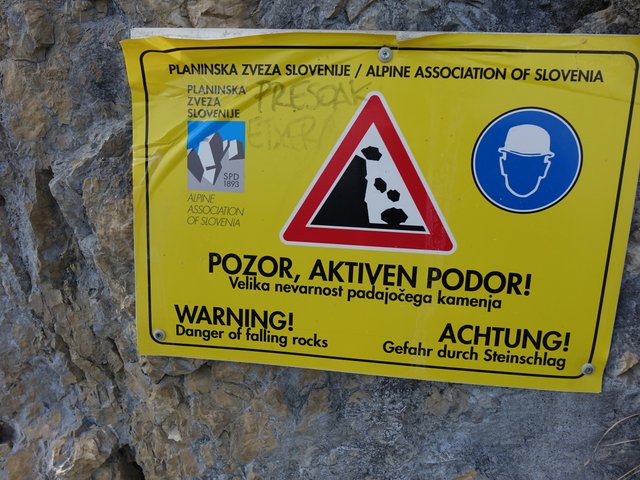 PLANINSKA ZVEZA SLOVENIJE / ALPINE ASSOCIATION OF SLOVENIA
PLANINSKA
ZVEZA
SLOVENIJE
SPD
1893
ALPINE
ASSOCIATION
OF SLOVENIA
POZOR, AKTIVEN PODOR!
Velika nevarnost padajočega kamenja
WARNING!
Danger of falling rocks
ACHTUNG!
Gefahr durch Steinschlag